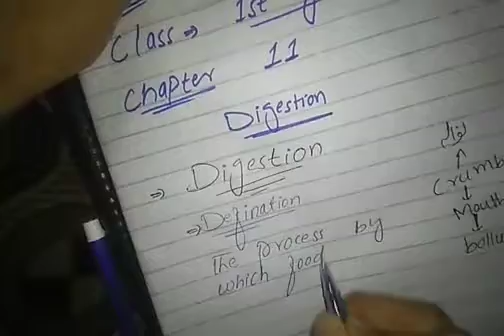 Class ⇒ 1st
Chapter 11
Digestion
⇒ Digestion
→ Defination
The process by
which food
Crumb
↓
Mouth
↓
bollu